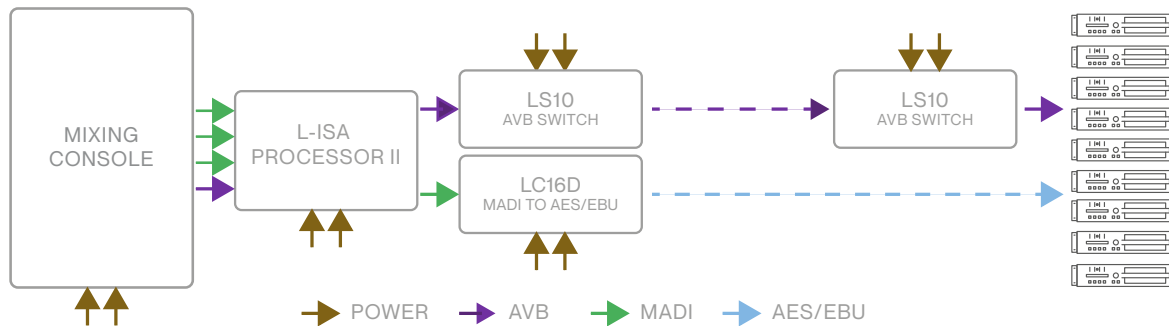 MIXING
CONSOLE
L-ISA
PROCESSOR II
LS10
AVB SWITCH
LC16D
MADI TO AES/EBU
LS10
AVB SWITCH
POWER
AVB
MADI
AES/EBU